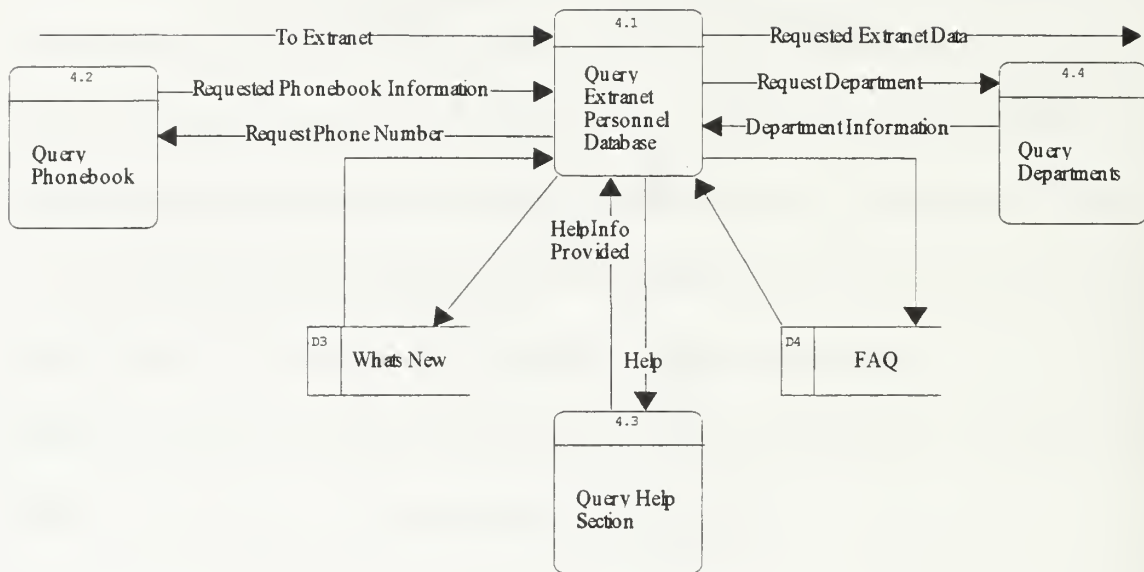 4.1
To Extranet
Requested Extranet Data
4.2
Query
Extranet
Personnel
Database
4.4
Requested Phonebook Information
Request Department
Request Phone Number
Department Information
Query
Phonebook
Query
Departments
Help Info
Provided
D3
Whats New
Help
D4
FAQ
4.3
Query Help
Section